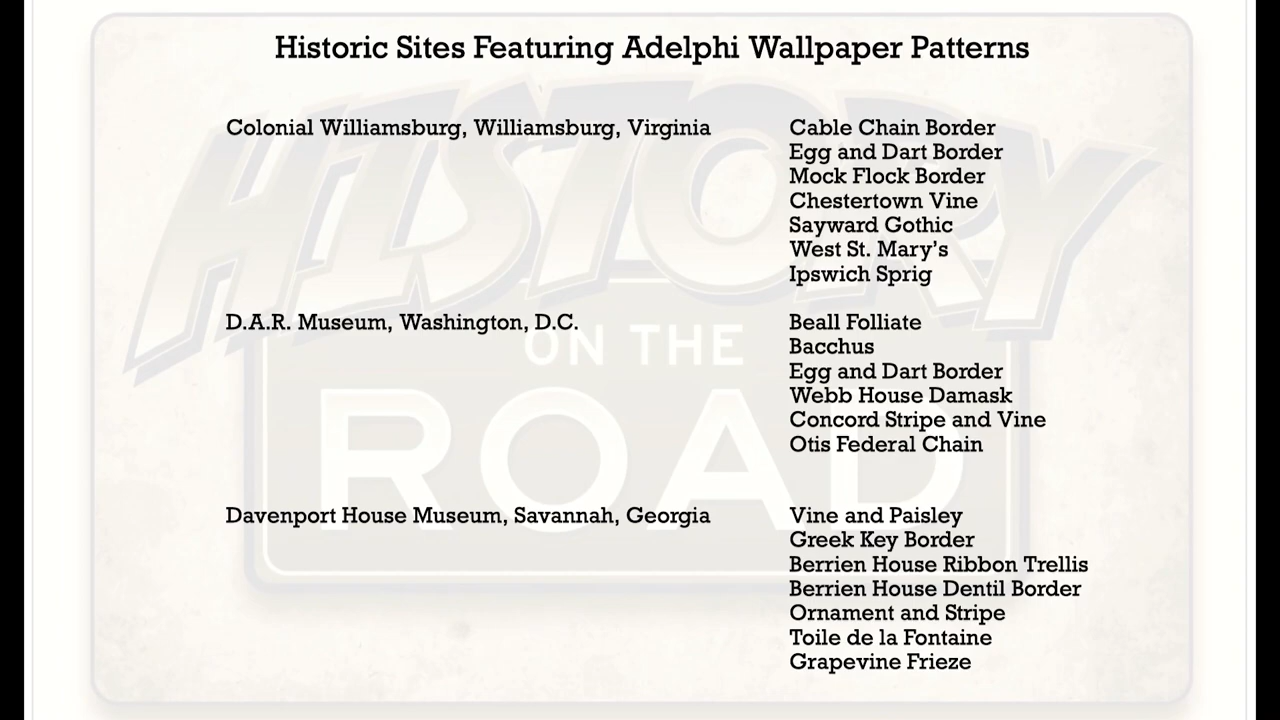 Historic Sites Featuring Adelphi Wallpaper Patterns
HISTORY
ON THE
ROAD
Colonial Williamsburg, Williamsburg, Virginia
Cable Chain Border
Egg and Dart Border
Mock Flock Border
Chestertown Vine
Sayward Gothic
West St. Mary’s
Ipswich Sprig
D.A.R. Museum, Washington, D.C.
Beall Folliate
Bacchus
Egg and Dart Border
Webb House Damask
Concord Stripe and Vine
Otis Federal Chain
Davenport House Museum, Savannah, Georgia
Vine and Paisley
Greek Key Border
Berrien House Ribbon Trellis
Berrien House Dentil Border
Ornament and Stripe
Toile de la Fontaine
Grapevine Frieze